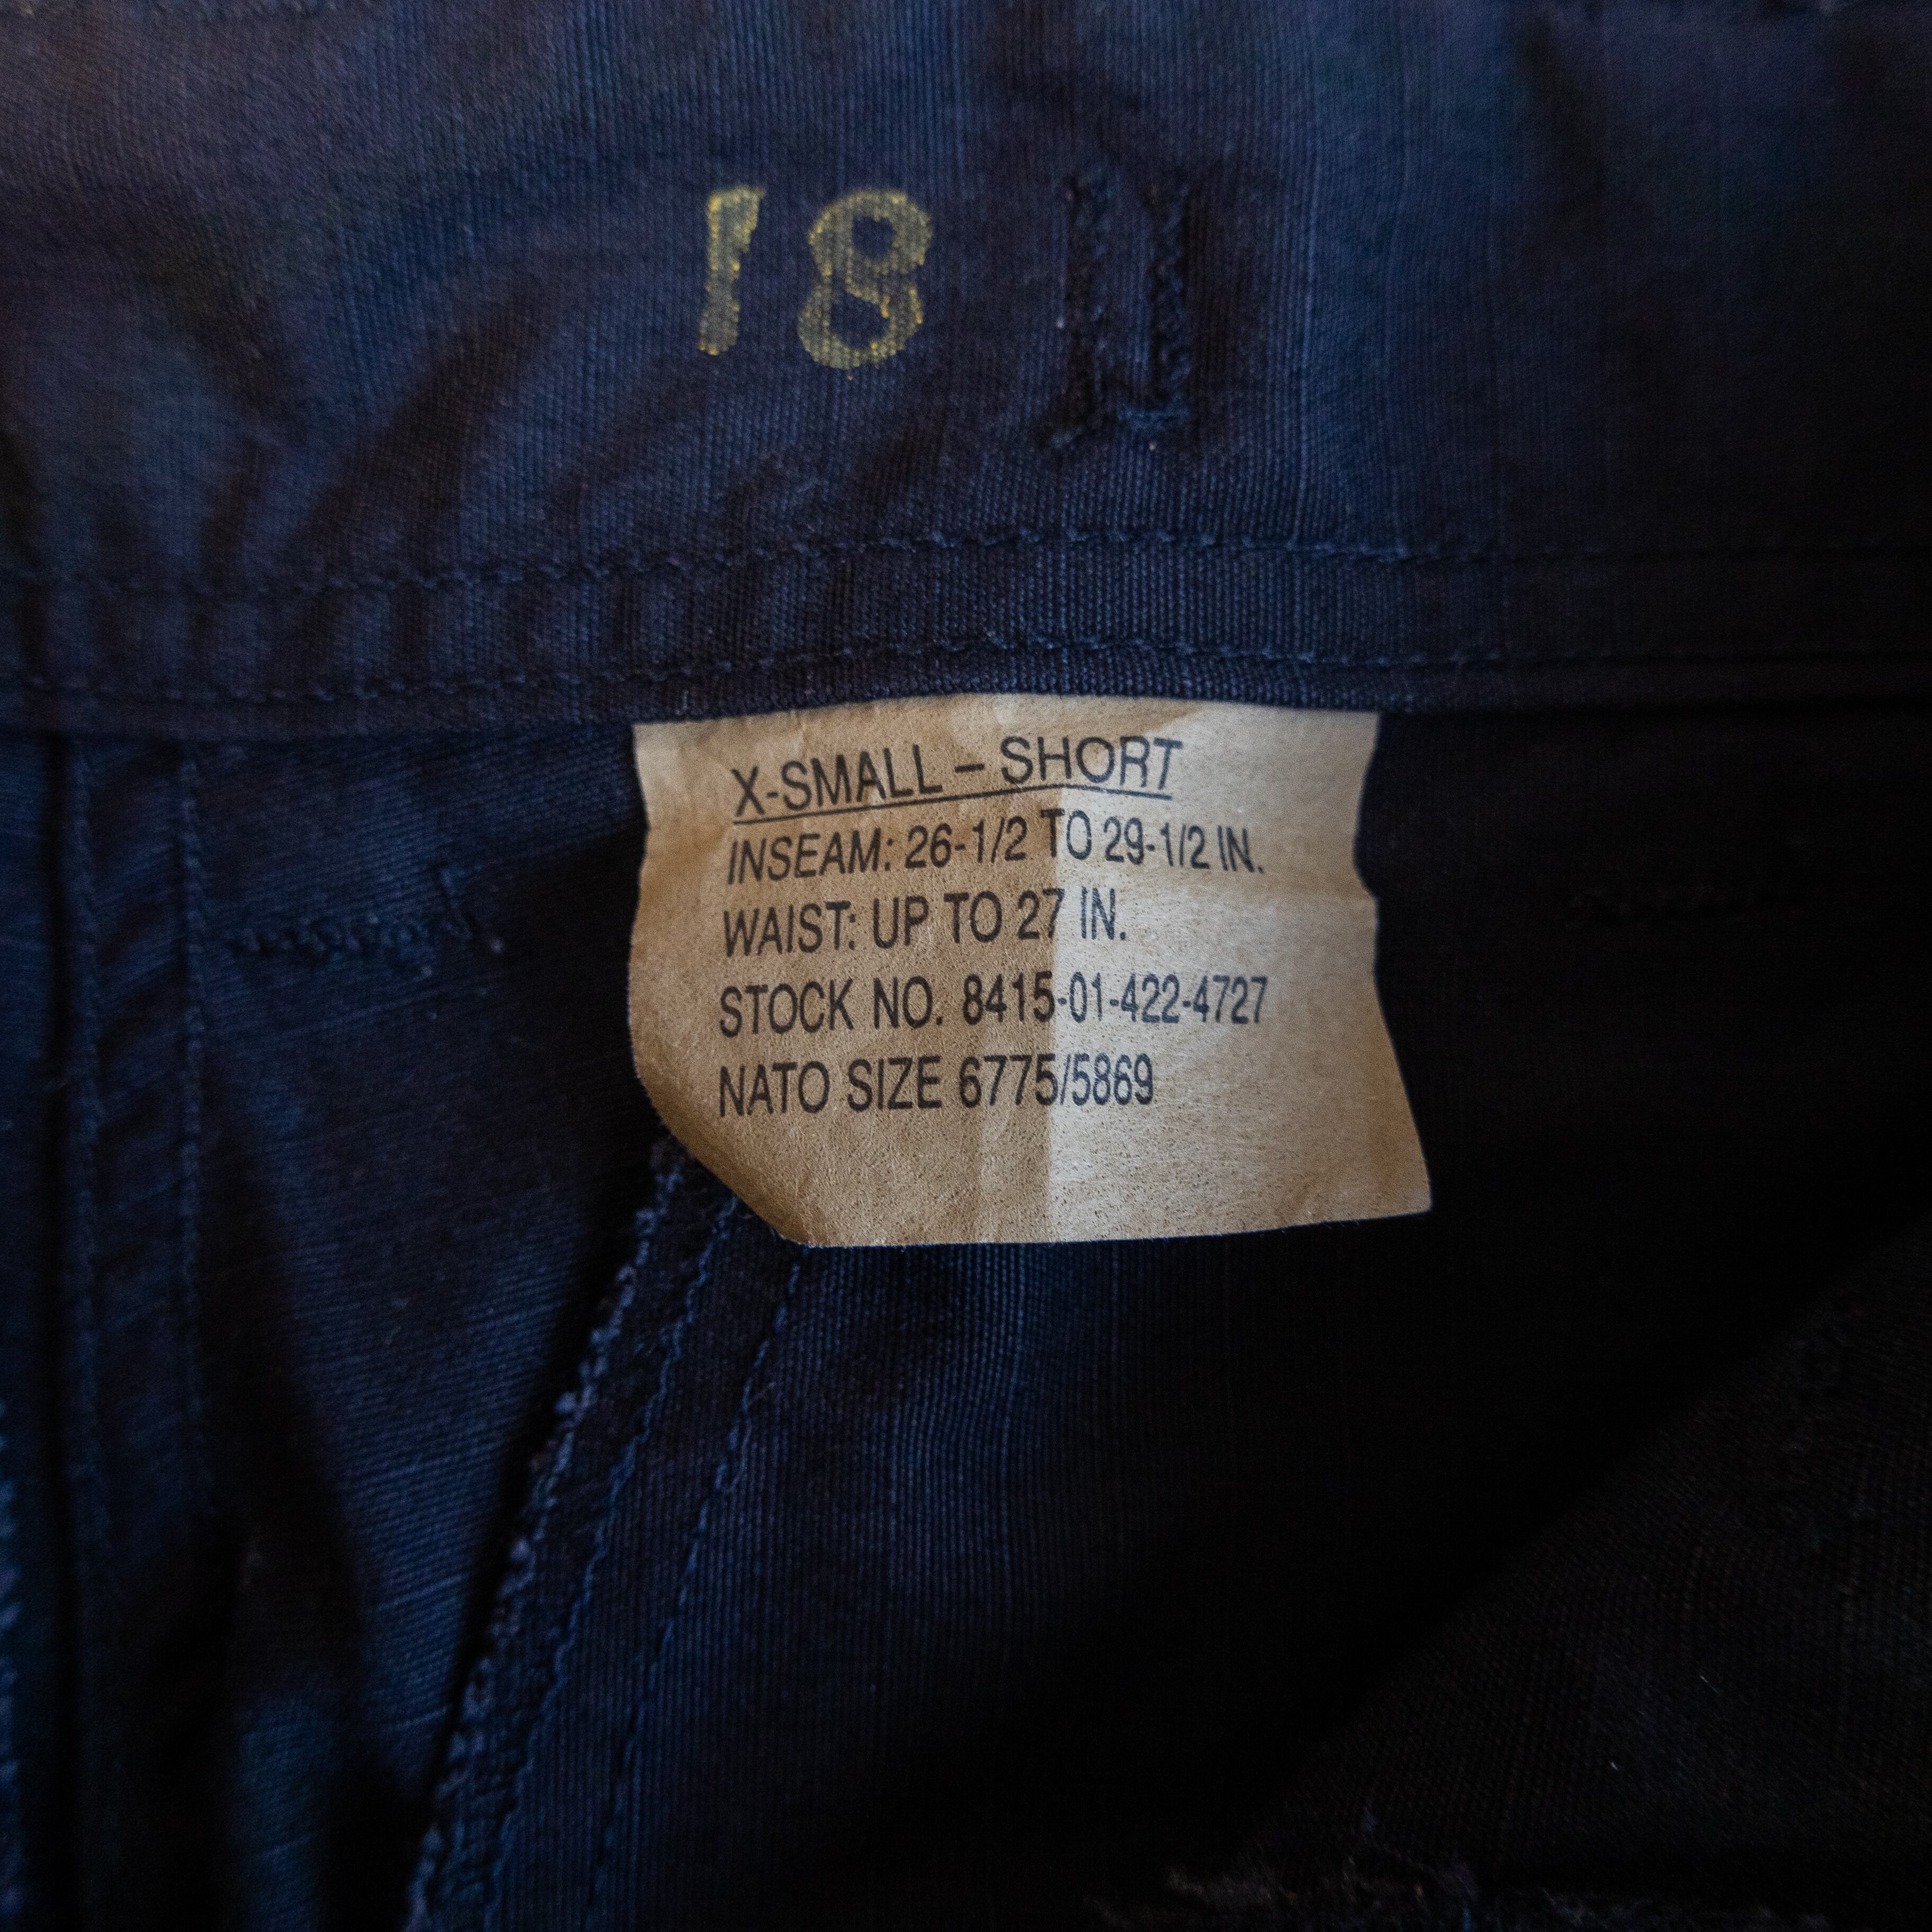 18
X-SMALL – SHORT
INSEAM: 26-1/2 TO 29-1/2 IN.
WAIST: UP TO 27 IN.
STOCK NO. 8415-01-422-4727
NATO SIZE 6775/5869